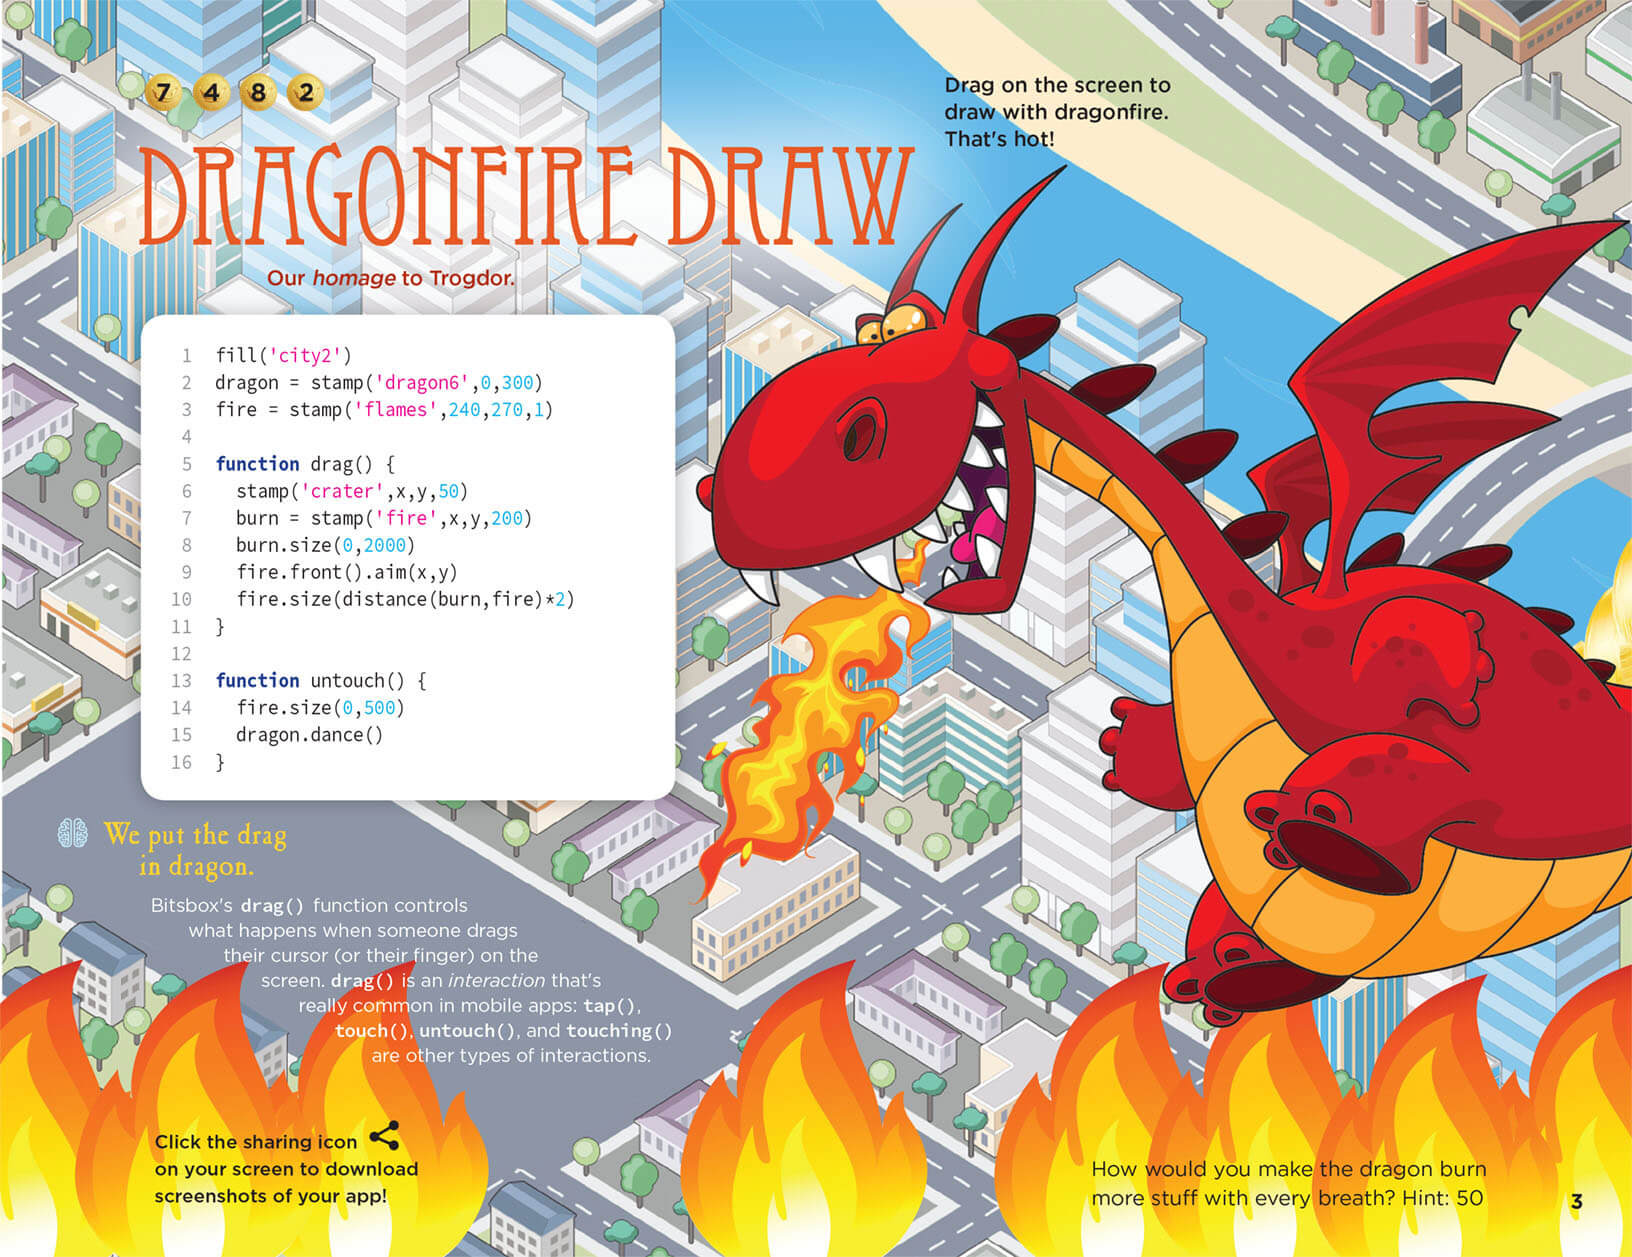 7 4 8 2
Drag on the screen to
draw with dragonfire.
That's hot!
DRAGONFIRE DRAW
Our homage to Trogdor.
1 fill('city2')
2 dragon = stamp('dragon6',0,300)
3 fire = stamp('flames',240,270,1)
4
5 function drag() {
6 stamp('crater',x,y,50)
7 burn = stamp('fire',x,y,200)
8 burn.size(0,2000)
9 fire.front().aim(x,y)
10 fire.size(distance(burn,fire)*2)
11 }
12
13 function untouch() {
14 fire.size(0,500)
15 dragon.dance()
16 }
We put the drag
in dragon.
Bitsbox's drag() function controls
what happens when someone drags
their cursor (or their finger) on the
screen. drag() is an interaction that's
really common in mobile apps: tap(),
touch(), untouch(), and touching()
are other types of interactions.
Click the sharing icon
on your screen to download
screenshots of your app!
How would you make the dragon burn
more stuff with every breath? Hint: 50
3